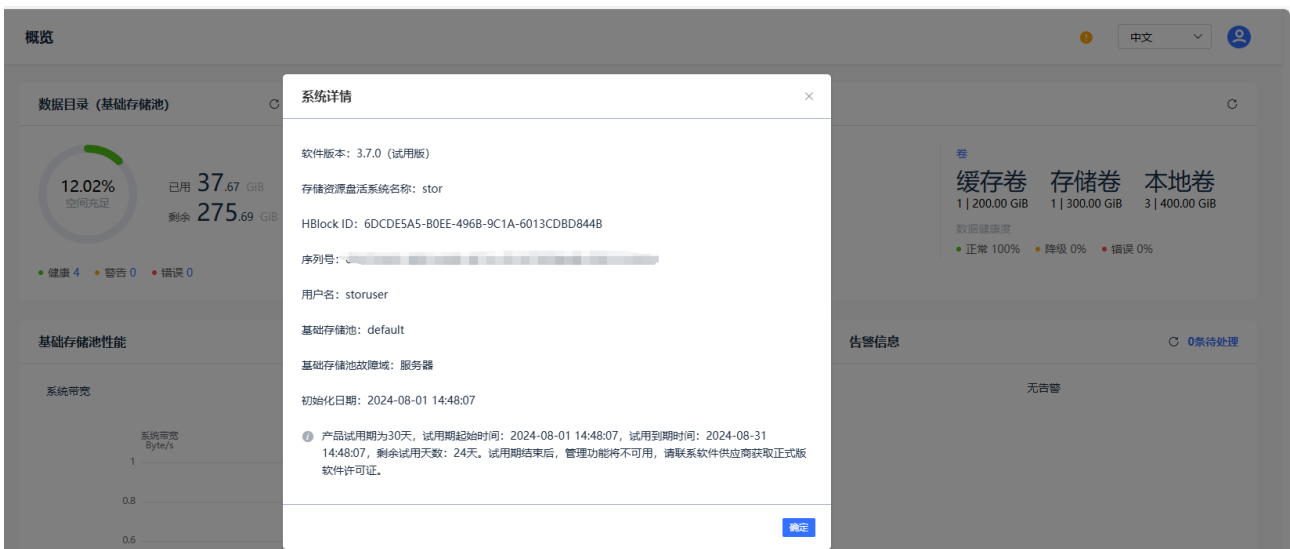 概览
中文
数据目录（基础存储池）
12.02%
空间充足
已用 37.67 GiB
剩余 275.69 GiB
健康 4 警告 0 错误 0
系统详情
软件版本：3.7.0（试用版）
存储资源盘活系统名称：stor
HBlock ID：6DCDE5A5-B0EE-496B-9C1A-6013CDBD844B
序列号：
用户名：storuser
基础存储池：default
基础存储池故障域：服务器
初始化日期：2024-08-01 14:48:07
产品试用期为30天，试用期起始时间：2024-08-01 14:48:07，试用到期时间：2024-08-31
14:48:07，剩余试用天数：24天。试用期结束后，管理功能将不可用，请联系软件供应商获取正式版
软件许可证。
确定
卷
缓存卷 存储卷 本地卷
1 | 200.00 GiB 1 | 300.00 GiB 3 | 400.00 GiB
数据健康度
正常 100% 降级 0% 错误 0%
基础存储池性能
系统带宽
系统带宽
Byte/s
1
0.8
0.6
告警信息
0条待处理
无告警